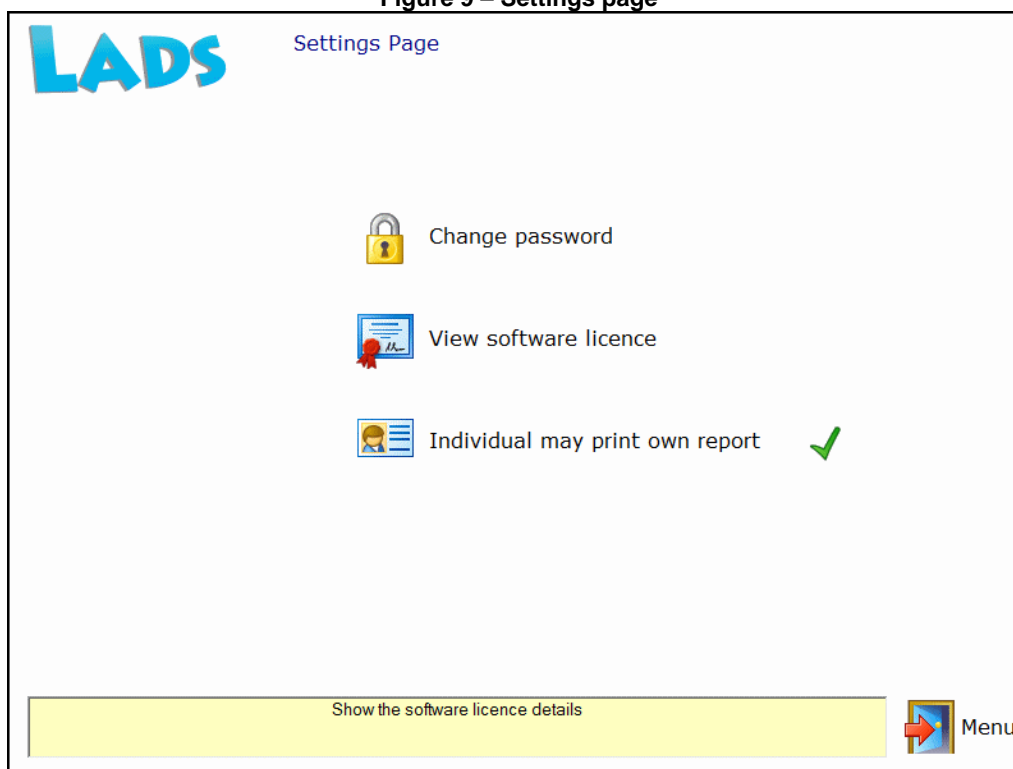 Figure 9 – Settings page
LADS
Settings Page
Change password
View software licence
Individual may print own report
Show the software licence details
Menu